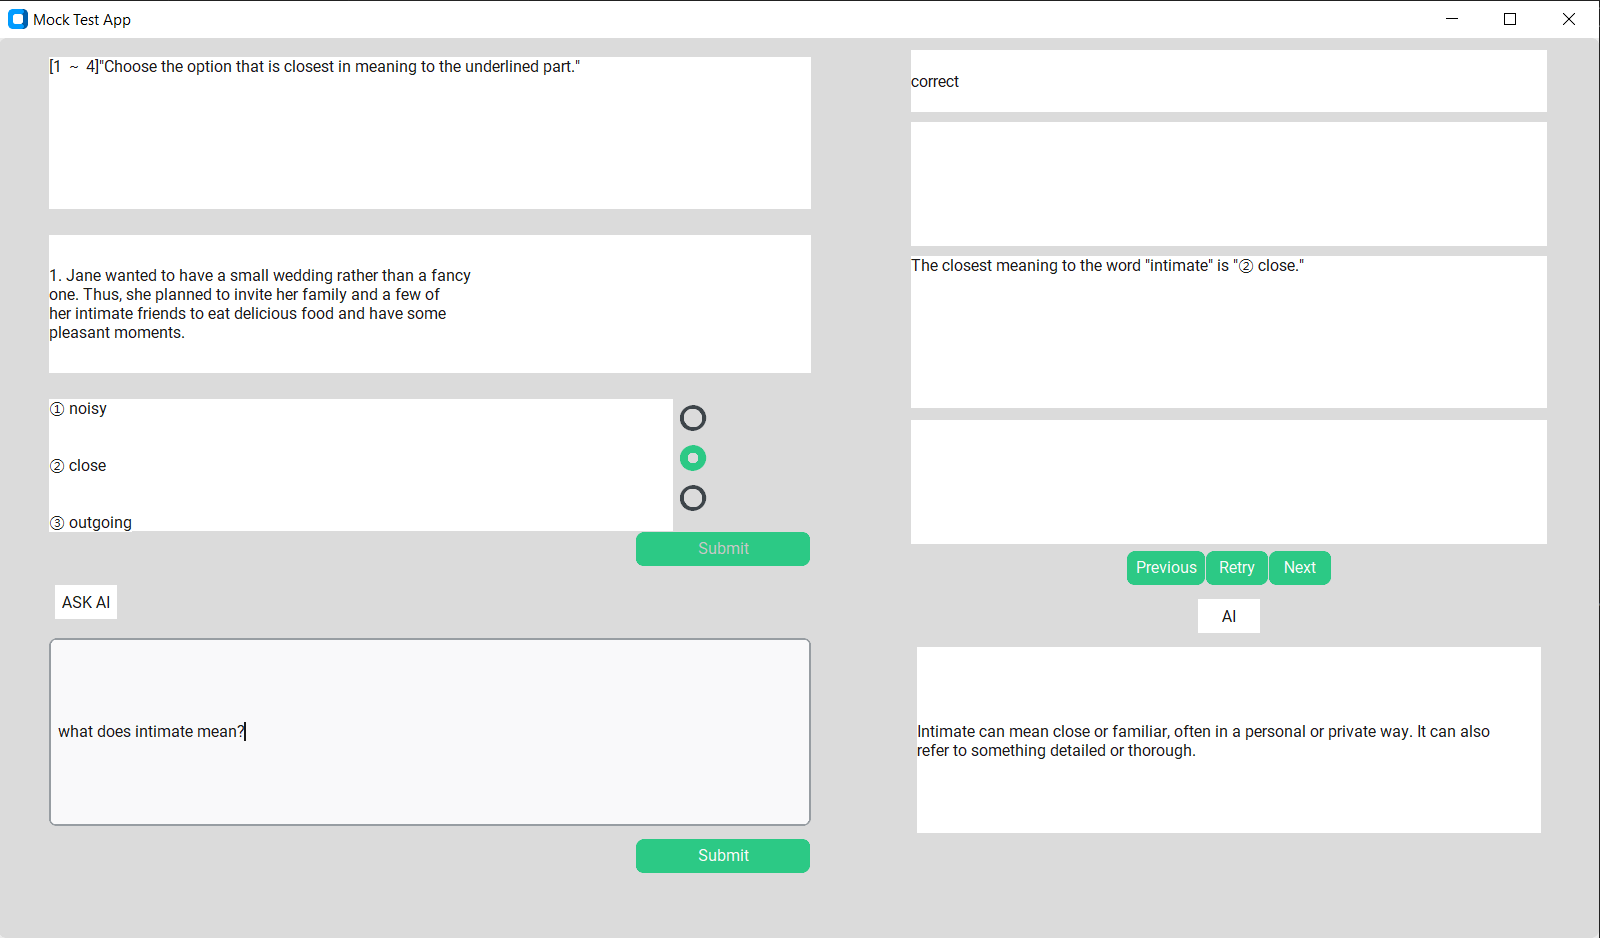 Mock Test App
[1 ~ 4]"Choose the option that is closest in meaning to the underlined part."
1. Jane wanted to have a small wedding rather than a fancy
one. Thus, she planned to invite her family and a few of
her intimate friends to eat delicious food and have some
pleasant moments.
① noisy
② close
③ outgoing
Submit
ASK AI
what does intimate mean?
Submit
correct
The closest meaning to the word "intimate" is "② close."
Previous Retry Next
AI
Intimate can mean close or familiar, often in a personal or private way. It can also
refer to something detailed or thorough.